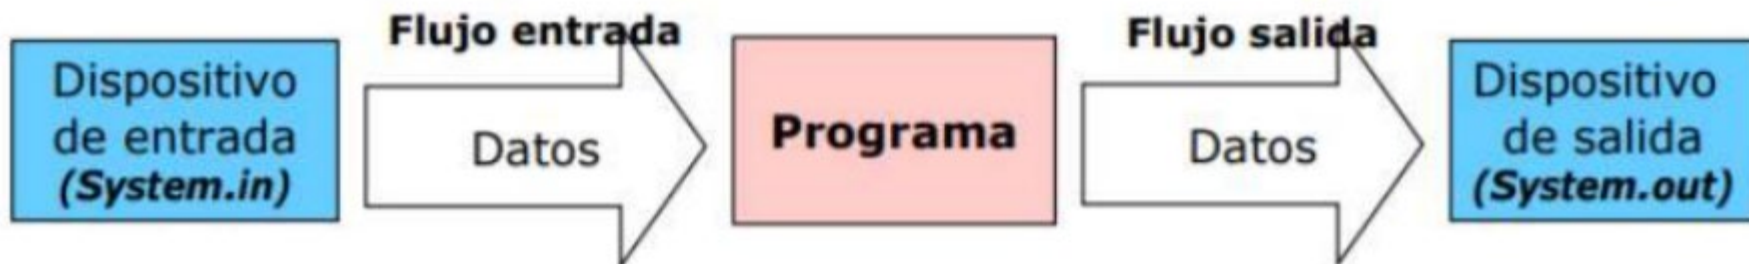 Dispositivo
de entrada
(System.in)
Flujo entrada
Datos
Programa
Flujo salida
Datos
Dispositivo
de salida
(System.out)